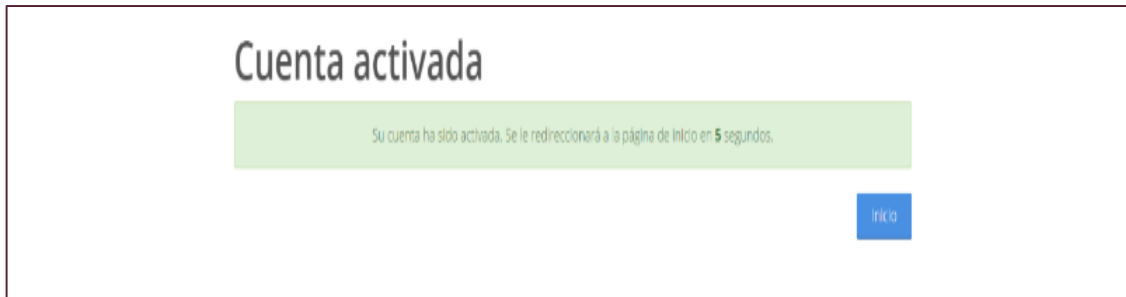 Cuenta activada
Su cuenta ha sido activada. Se le redireccionará a la página de inicio en 5 segundos.
Inicio